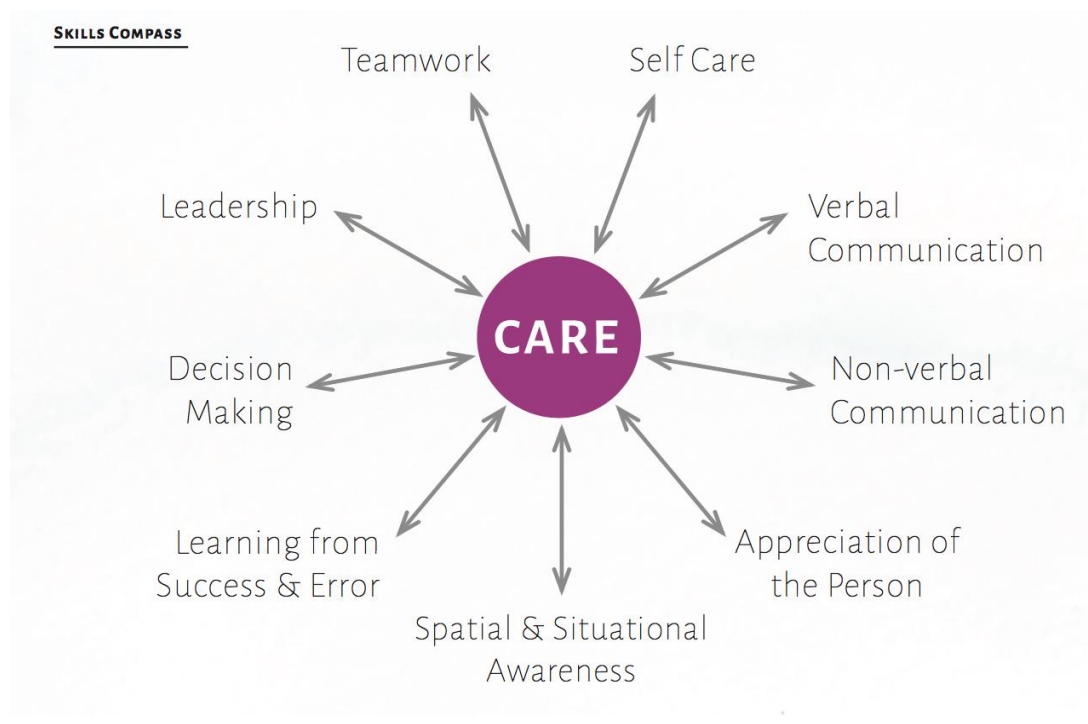 SKILLS COMPASS
Teamwork
Self Care
Leadership
Verbal
Communication
CARE
Decision
Making
Non-verbal
Communication
Learning from
Success & Error
Appreciation of
the Person
Spatial & Situational
Awareness